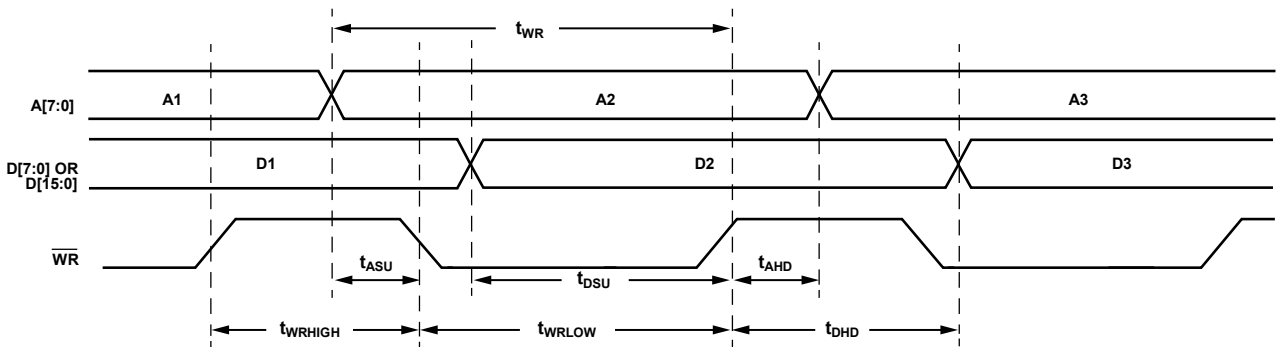 tWR
A[7:0]
A1
A2
A3
D[7:0] OR
D[15:0]
D1
D2
D3
WR
tASU
tDSU
tAHD
tWRHIGH
tWRLOW
tDHD